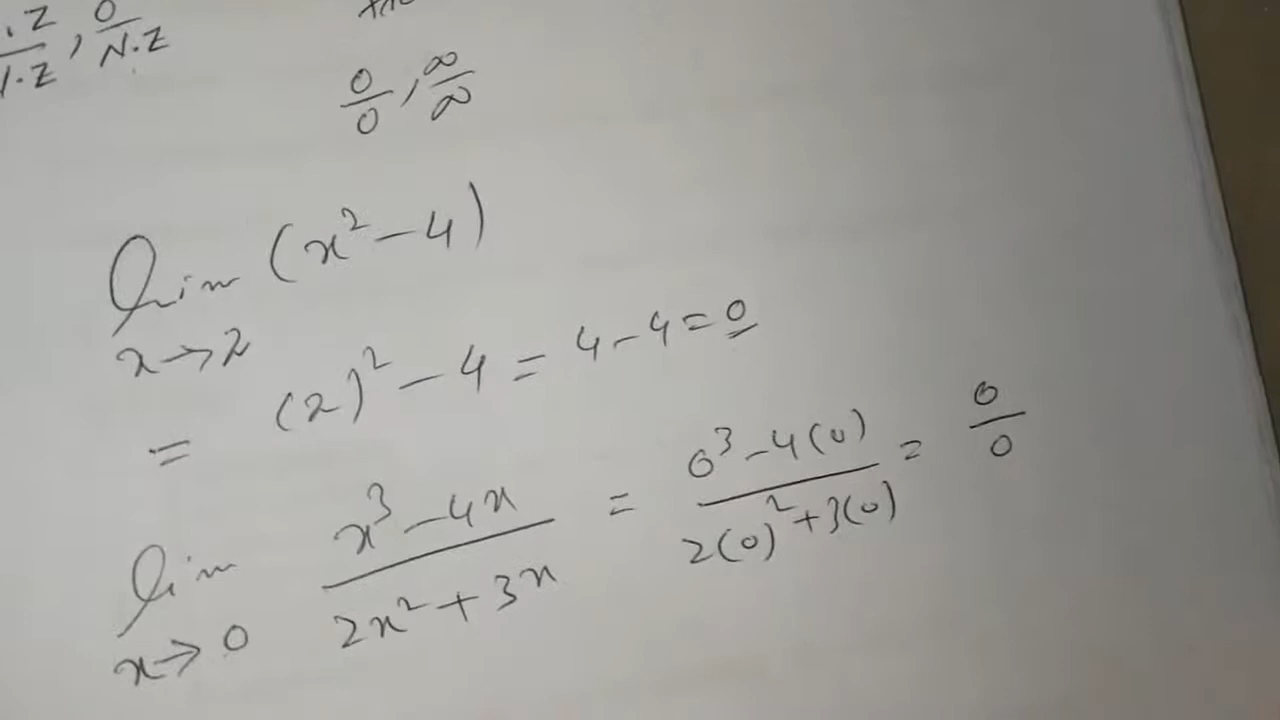 0/N.Z
0/0 , ∞/∞
lim x→2 (x² - 4)
= (2)² - 4 = 4 - 4 = 0
lim x→0 (x³ - 4x)/(2x² + 3x) = (0³ - 4(0))/(2(0)² + 3(0)) = 0/0